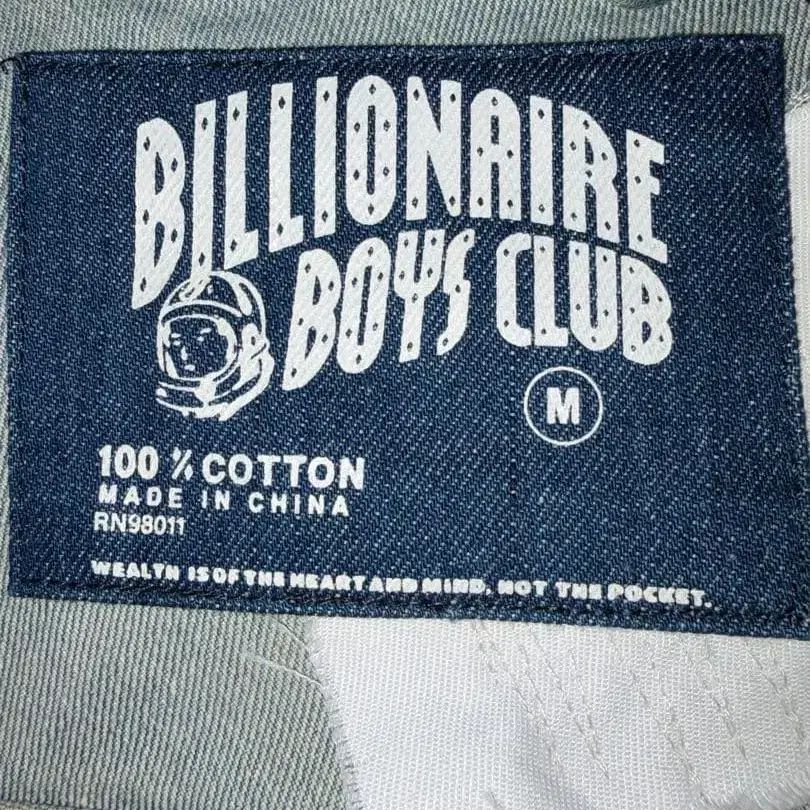 BILLIONAIRE
BOYS CLUB
M
100 % COTTON
MADE IN CHINA
RN98011
WEALTH IS OF THE HEART AND MIND. NOT THE POCKET.